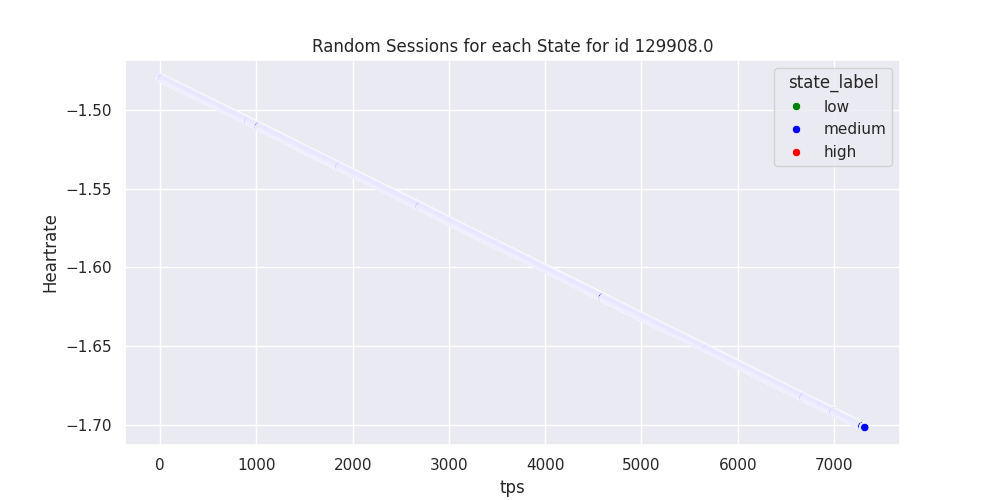 Random Sessions for each State for id 129908.0
state_label
low
medium
high
−1.50
−1.55
−1.60
−1.65
−1.70
Heartrate
0 1000 2000 3000 4000 5000 6000 7000
tps